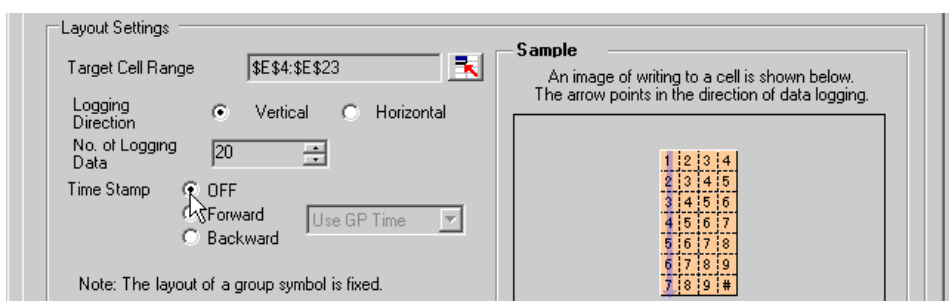 Layout Settings
Target Cell Range $E$4:$E$23
Logging Direction Vertical Horizontal
No. of Logging Data 20
Time Stamp OFF
Forward Use GP Time
Backward
Note: The layout of a group symbol is fixed.
Sample
An image of writing to a cell is shown below.
The arrow points in the direction of data logging.
1 2 3 4
2 3 4 5
3 4 5 6
4 5 6 7
5 6 7 8
6 7 8 9
7 8 9 #